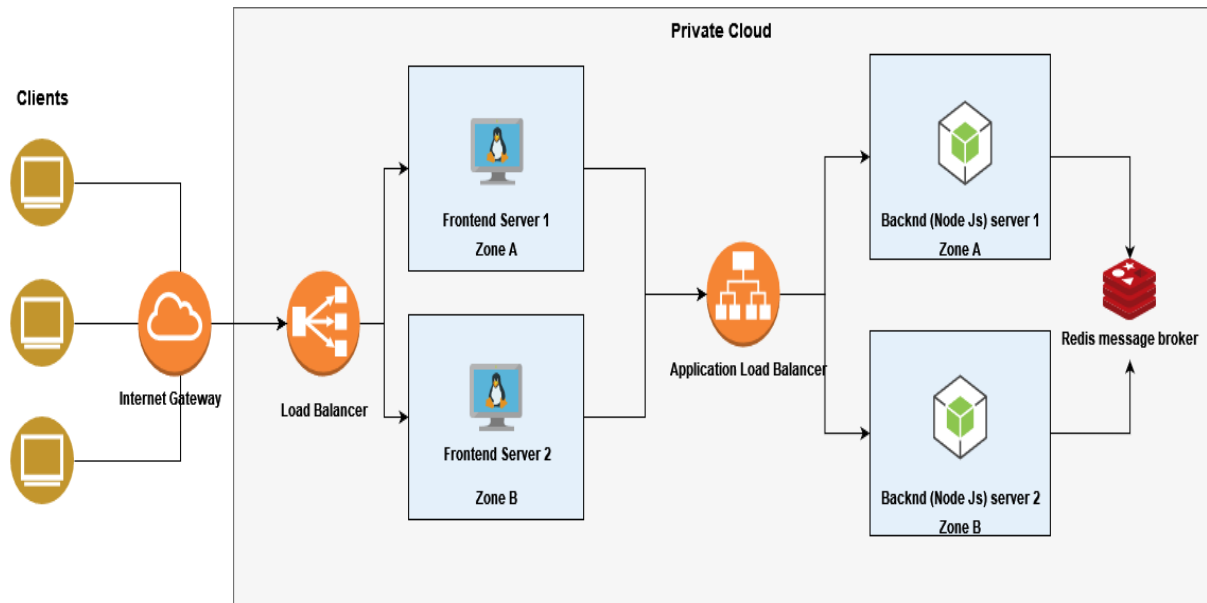 Private Cloud
Clients
Internet Gateway
Load Balancer
Frontend Server 1
Zone A
Frontend Server 2
Zone B
Application Load Balancer
Backnd (Node Js) server 1
Zone A
Backnd (Node Js) server 2
Zone B
Redis message broker